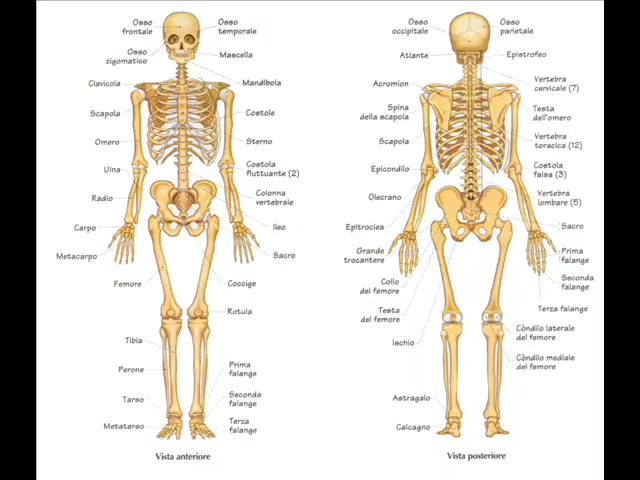 Osso
frontale
Osso
temporale
Osso
zigomatico
Mascella
Mandibola
Clavicola
Scapola
Costole
Omero
Sterno
Ulna
Costola
fluttuante (2)
Radio
Colonna
vertebrale
Carpo
Ileo
Metacarpo
Sacro
Femore
Coccige
Rotula
Tibia
Perone
Prima
falange
Tarso
Seconda
falange
Metatarso
Terza
falange
Vista anteriore
Osso
occipitale
Osso
parietale
Atlante
Epistrofeo
Acromion
Vertebra
cervicale (7)
Spina
della scapola
Testa
dell'omero
Scapola
Vertebra
toracica (12)
Epicondilo
Costola
falsa (3)
Olecrano
Vertebra
lombare (5)
Epitroclea
Sacro
Grande
trocantere
Prima
falange
Collo
del femore
Seconda
falange
Testa
del femore
Terza falange
Ischio
Còndilo laterale
del femore
Còndilo mediale
del femore
Astragalo
Calcagno
Vista posteriore